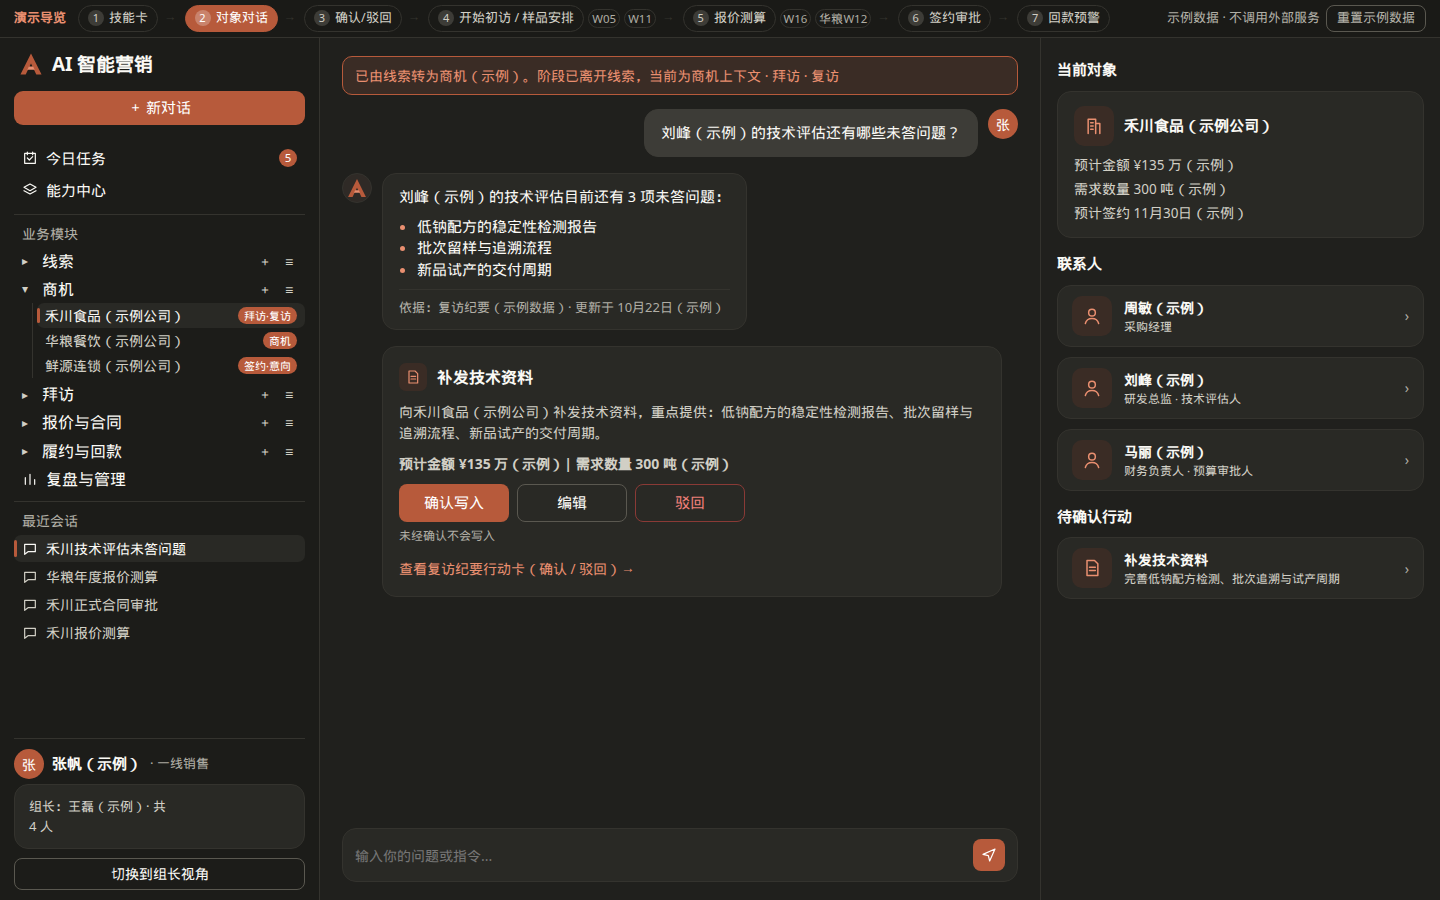 演示导览 1 技能卡 → 2 对象对话 → 3 确认/驳回 → 4 开始初访 / 样品安排 W05 W11 → 5 报价测算 W16 华粮W12 → 6 签约审批 → 7 回款预警 示例数据 · 不调用外部服务 重置示例数据
AI 智能营销
+ 新对话
今日任务 5
能力中心
业务模块
▸ 线索 + ≡
▾ 商机 + ≡
禾川食品（示例公司） 拜访·复访
华粮餐饮（示例公司） 商机
鲜源连锁（示例公司） 签约·意向
▸ 拜访 + ≡
▸ 报价与合同 + ≡
▸ 履约与回款 + ≡
复盘与管理
最近会话
禾川技术评估未答问题
华粮年度报价测算
禾川正式合同审批
禾川报价测算
张 张帆（示例） · 一线销售
组长：王磊（示例）· 共
4 人
切换到组长视角
已由线索转为商机（示例）。阶段已离开线索，当前为商机上下文 · 拜访 · 复访
刘峰（示例）的技术评估还有哪些未答问题？ 张
刘峰（示例）的技术评估目前还有 3 项未答问题：
• 低钠配方的稳定性检测报告
• 批次留样与追溯流程
• 新品试产的交付周期
依据：复访纪要（示例数据）· 更新于 10月22日（示例）
补发技术资料
向禾川食品（示例公司）补发技术资料，重点提供：低钠配方的稳定性检测报告、批次留样与
追溯流程、新品试产的交付周期。
预计金额 ¥135 万（示例）| 需求数量 300 吨（示例）
确认写入 编辑 驳回
未经确认不会写入
查看复访纪要行动卡（确认 / 驳回）→
输入你的问题或指令...
当前对象
禾川食品（示例公司）
预计金额 ¥135 万（示例）
需求数量 300 吨（示例）
预计签约 11月30日（示例）
联系人
周敏（示例）
采购经理 ›
刘峰（示例）
研发总监 · 技术评估人 ›
马丽（示例）
财务负责人 · 预算审批人 ›
待确认行动
补发技术资料
完善低钠配方检测、批次追溯与试产周期 ›